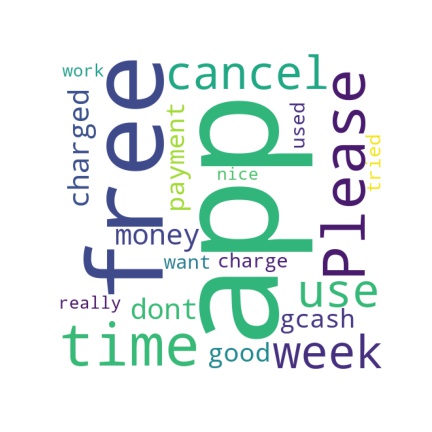 work
free
cancel
charged
payment
used
Please
tried
app
nice
money
want
charge
really
dont
use
gcash
time
good
week